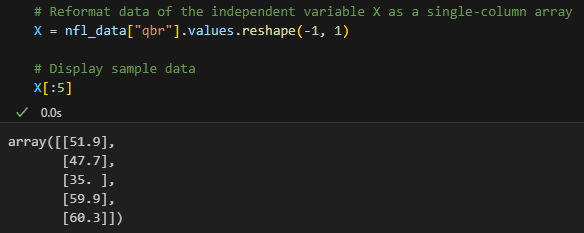 # Reformat data of the independent variable X as a single-column array
X = nfl_data["qbr"].values.reshape(-1, 1)
# Display sample data
X[:5]
0.0s
array([[51.9],
[47.7],
[35. ],
[59.9],
[60.3]])